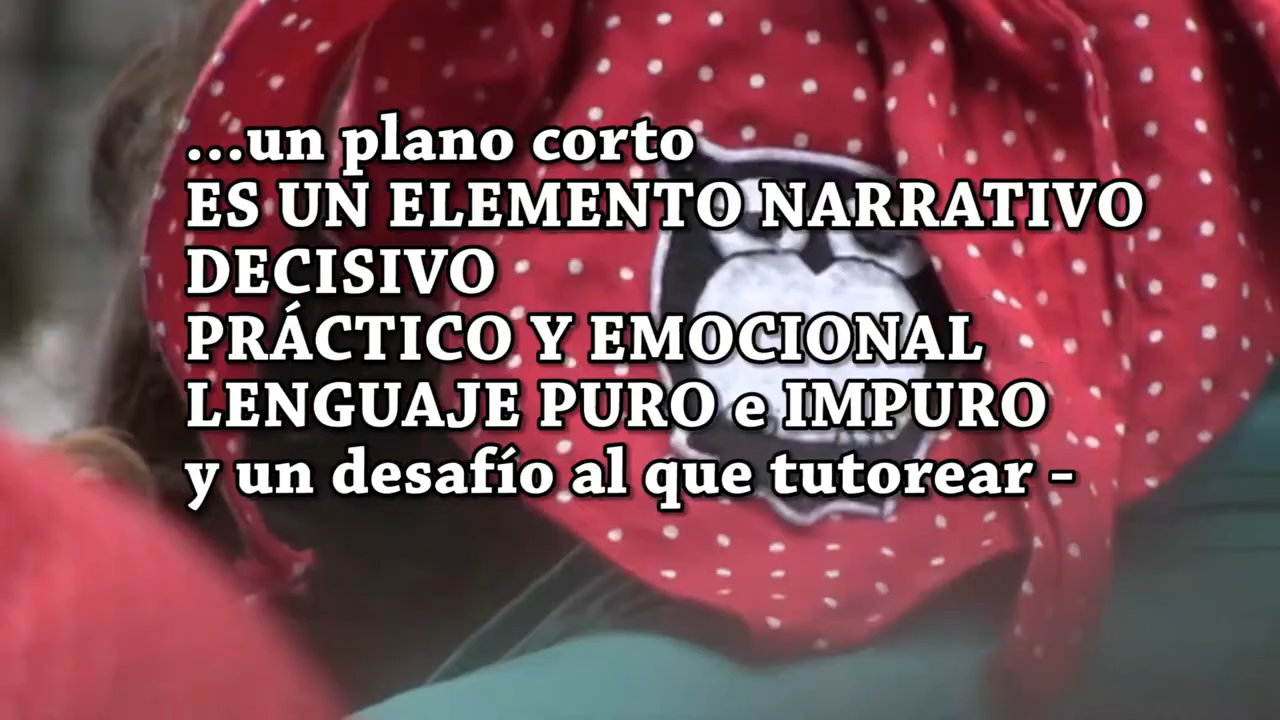 ...un plano corto
ES UN ELEMENTO NARRATIVO
DECISIVO
PRÁCTICO Y EMOCIONAL
LENGUAJE PURO e IMPURO
y un desafío al que tutorear -